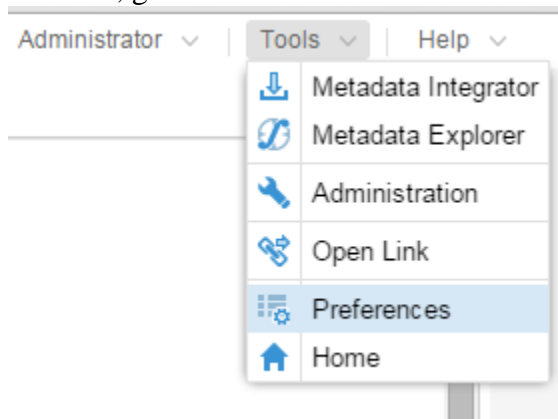 Administrator Tools Help
Metadata Integrator
Metadata Explorer
Administration
Open Link
Preferences
Home